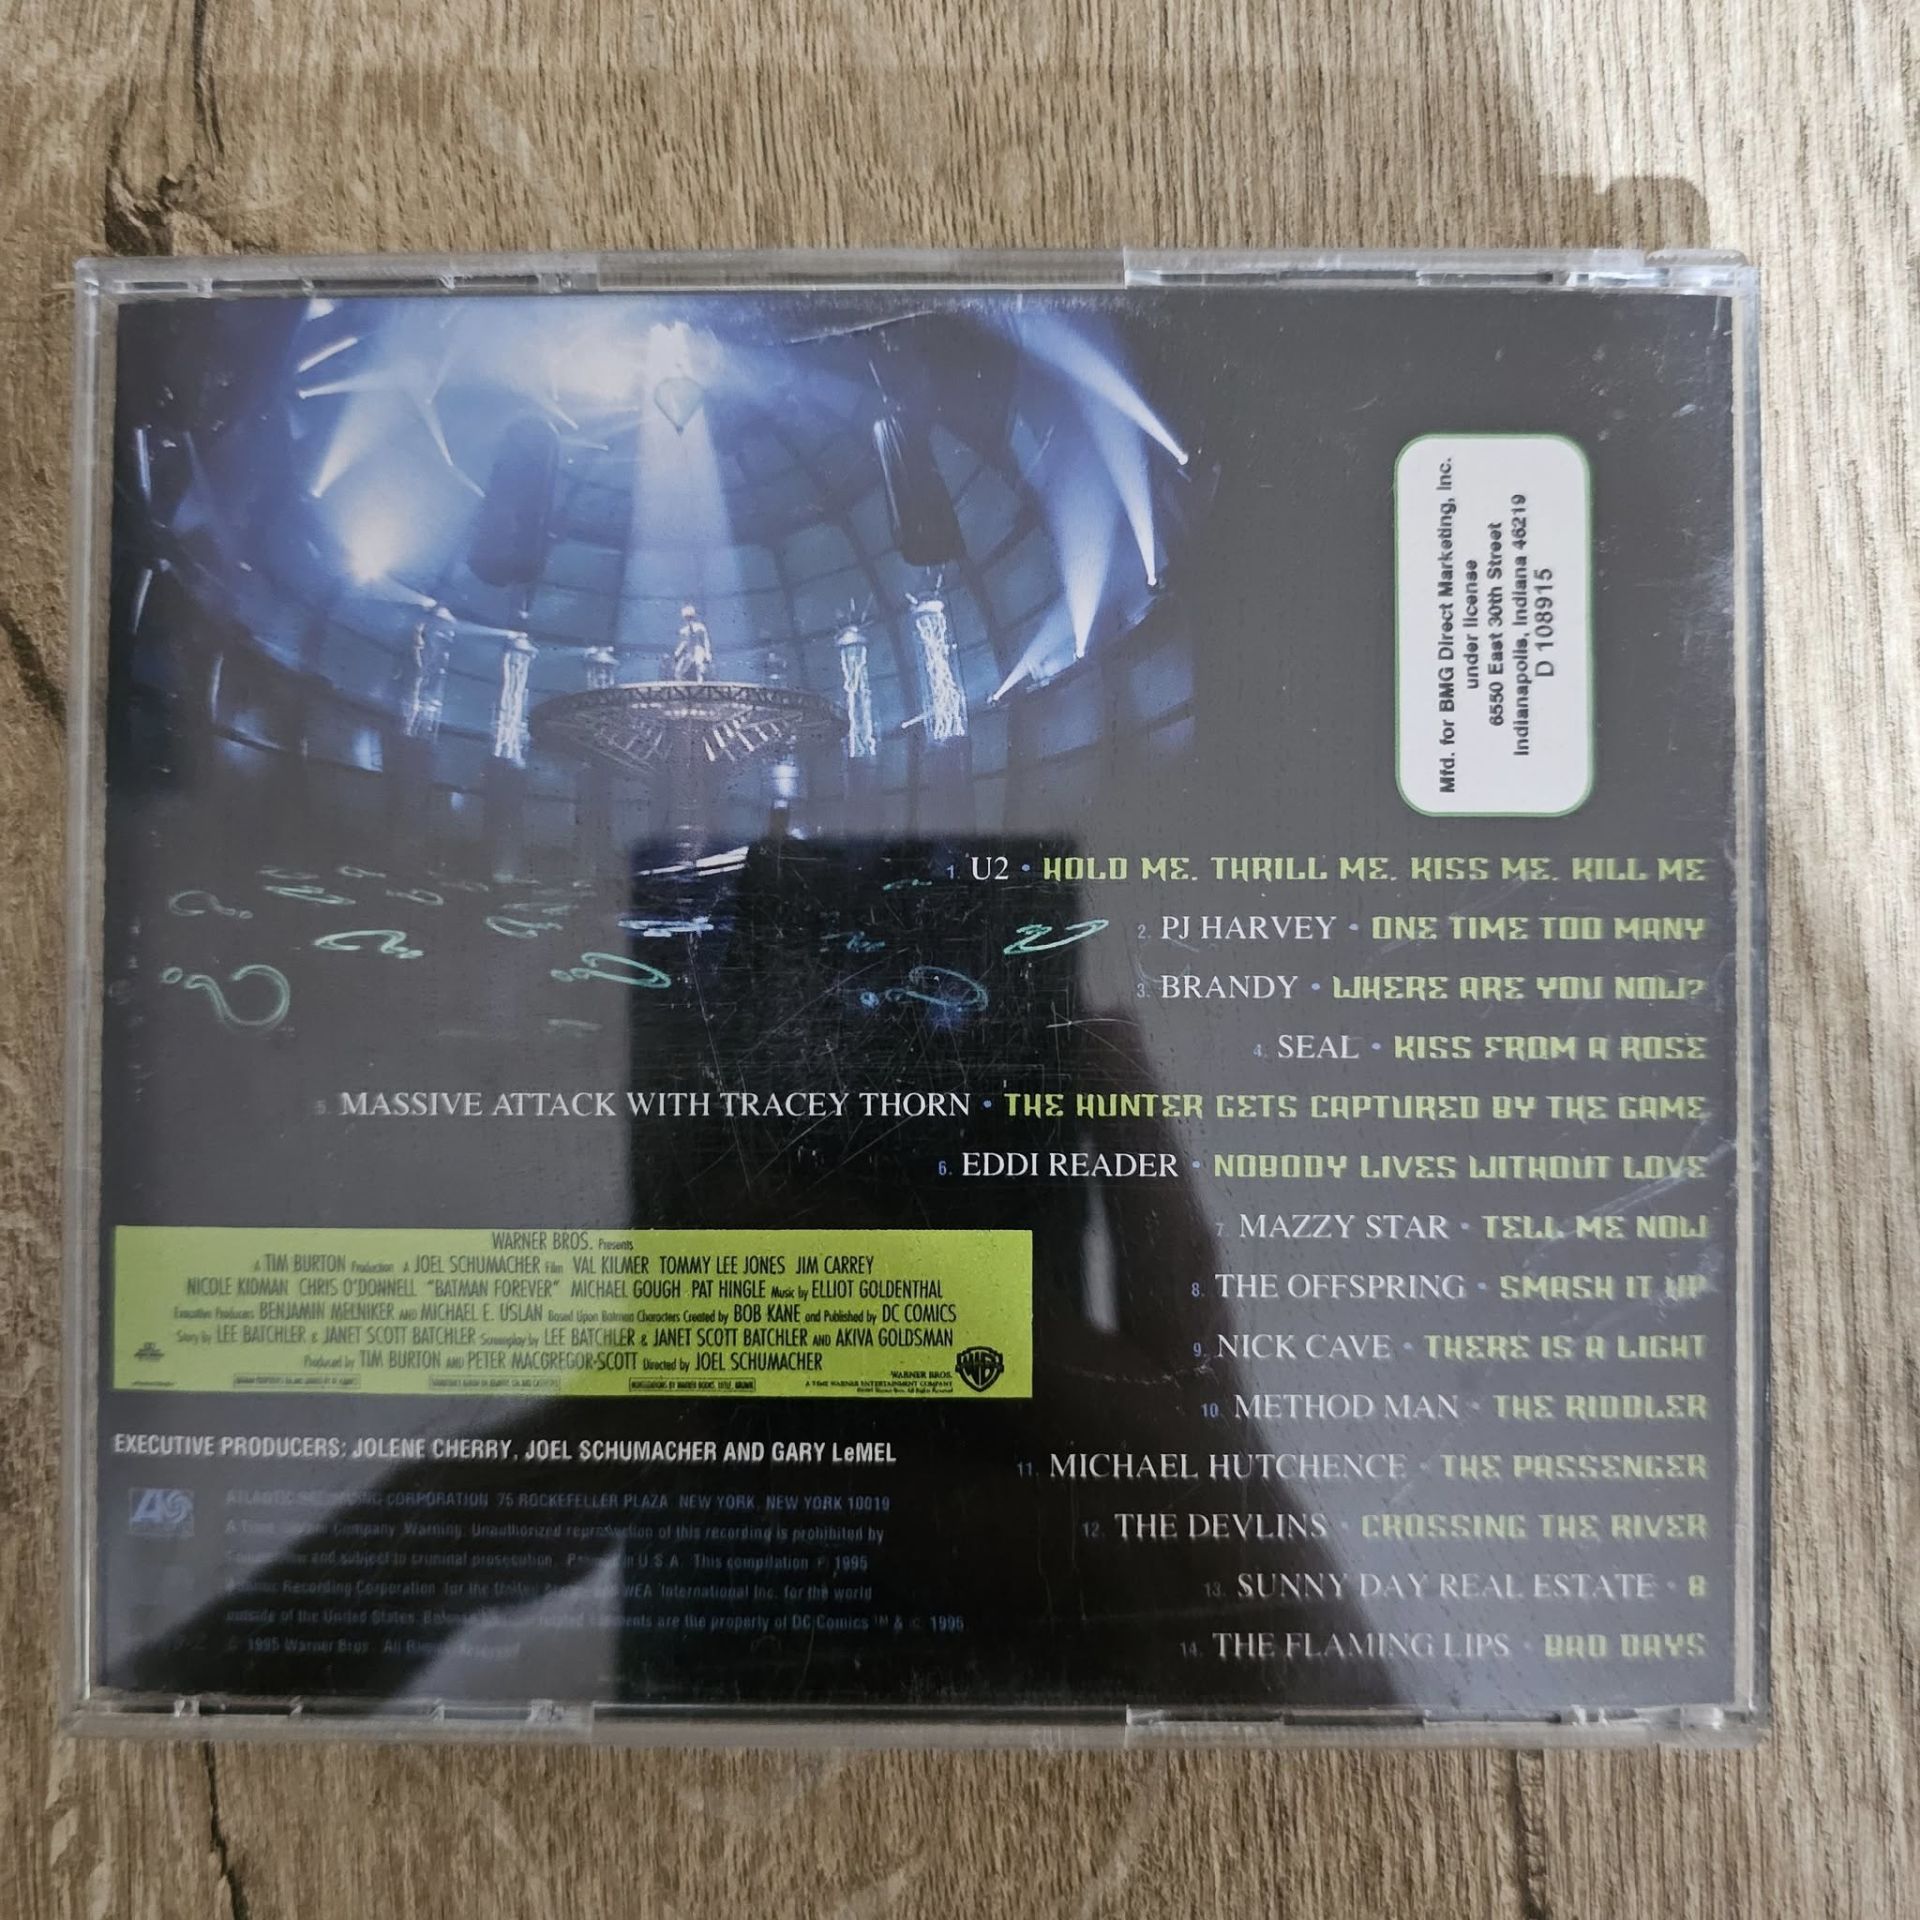 Mfd. for BMG Direct Marketing, Inc.
under license
6550 East 30th Street
Indianapolis, Indiana 46219
D 108915
1. U2 • HOLD ME, THRILL ME, KISS ME, KILL ME
2. PJ HARVEY • ONE TIME TOO MANY
3. BRANDY • WHERE ARE YOU NOW?
4. SEAL • KISS FROM A ROSE
5. MASSIVE ATTACK WITH TRACEY THORN • THE HUNTER GETS CAPTURED BY THE GAME
6. EDDI READER • NOBODY LIVES WITHOUT LOVE
7. MAZZY STAR • TELL ME NOW
8. THE OFFSPRING • SMASH IT UP
9. NICK CAVE • THERE IS A LIGHT
10. METHOD MAN • THE RIDDLER
11. MICHAEL HUTCHENCE • THE PASSENGER
12. THE DEVLINS • CROSSING THE RIVER
13. SUNNY DAY REAL ESTATE • 8
14. THE FLAMING LIPS • BAD DAYS
WARNER BROS. Presents
A TIM BURTON Production A JOEL SCHUMACHER Film VAL KILMER TOMMY LEE JONES JIM CARREY
NICOLE KIDMAN CHRIS O'DONNELL "BATMAN FOREVER" MICHAEL GOUGH PAT HINGLE Music by ELLIOT GOLDENTHAL
Executive Producers BENJAMIN MELNIKER AND MICHAEL E. USLAN Based Upon Batman Characters Created by BOB KANE and Published by DC COMICS
Story by LEE BATCHLER & JANET SCOTT BATCHLER Screenplay by LEE BATCHLER & JANET SCOTT BATCHLER AND AKIVA GOLDSMAN
Produced by TIM BURTON AND PETER MACGREGOR-SCOTT Directed by JOEL SCHUMACHER
WARNER BROS.
A TIME WARNER ENTERTAINMENT COMPANY
EXECUTIVE PRODUCERS: JOLENE CHERRY, JOEL SCHUMACHER AND GARY LeMEL
ATLANTIC RECORDING CORPORATION 75 ROCKEFELLER PLAZA, NEW YORK, NEW YORK 10019
A Time Warner Company Warning: Unauthorized reproduction of this recording is prohibited by
and subject to criminal prosecution. in U.S.A. This compilation ℗ 1995
Recording Corporation for the United WEA International Inc. for the world
outside of the United States. related elements are the property of DC Comics ™ & © 1995
© 1995 Warner Bros. All Rights Reserved